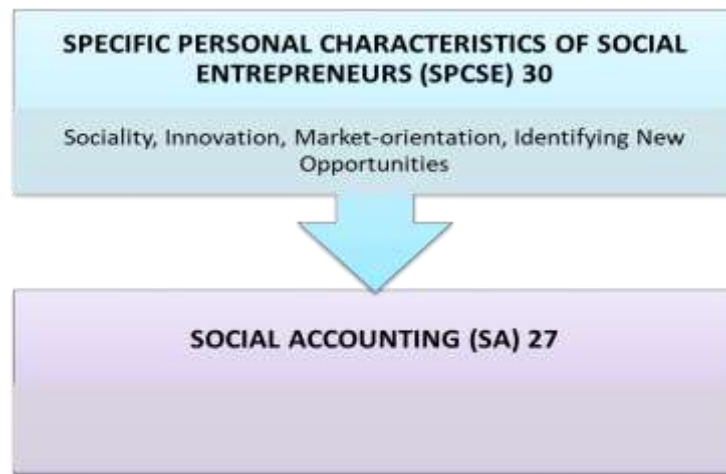 SPECIFIC PERSONAL CHARACTERISTICS OF SOCIAL
ENTREPRENEURS (SPCSE) 30
Sociality, Innovation, Market-orientation, Identifying New
Opportunities
SOCIAL ACCOUNTING (SA) 27